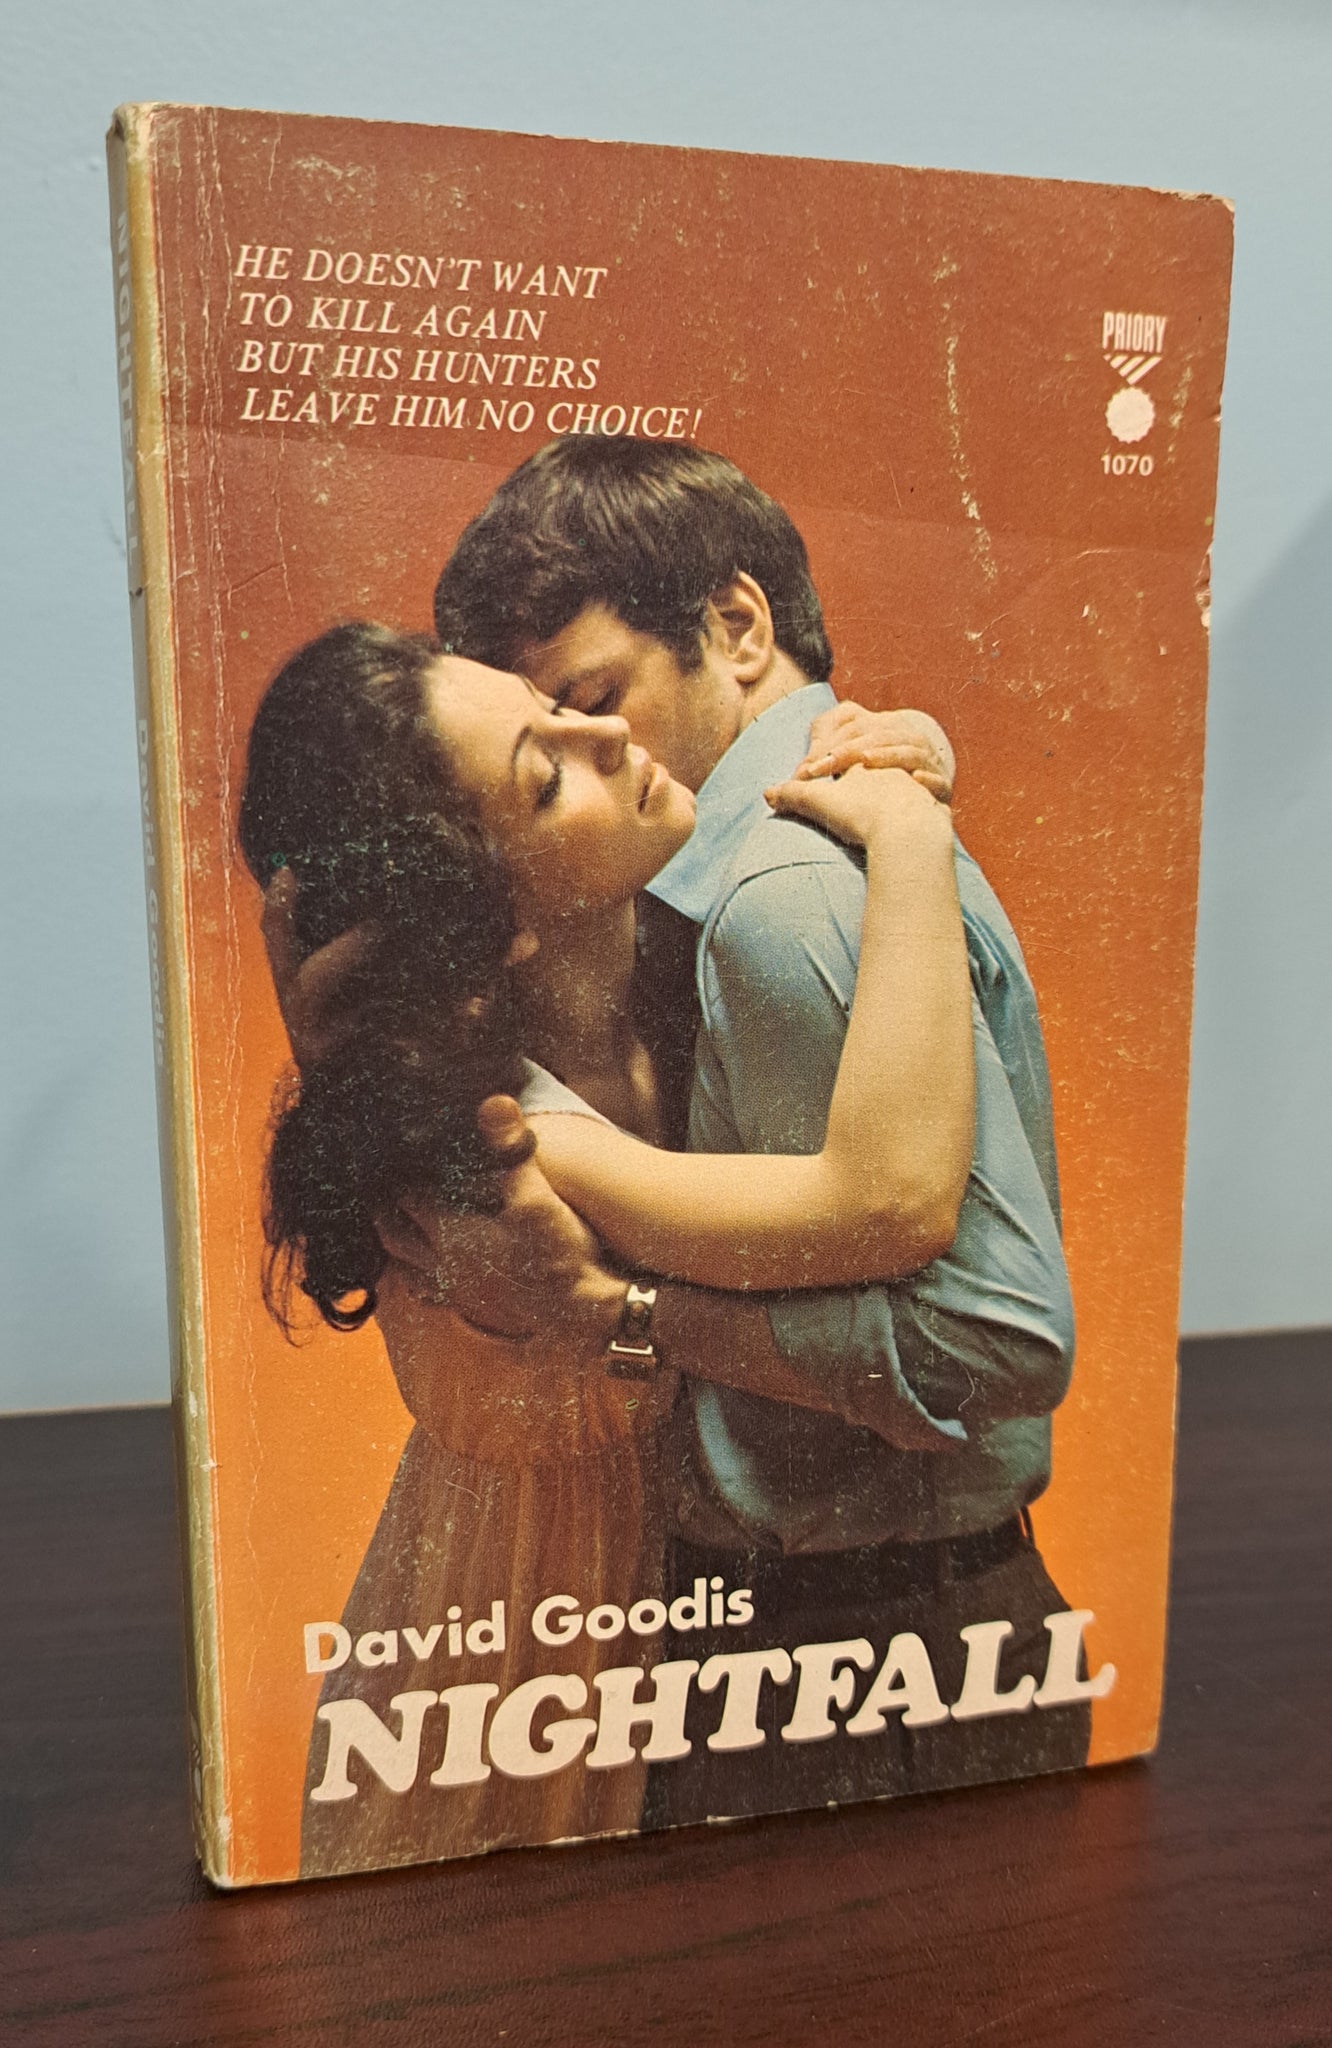 HE DOESN'T WANT
TO KILL AGAIN
BUT HIS HUNTERS
LEAVE HIM NO CHOICE!
PRIORY
1070
David Goodis
NIGHTFALL
NIGHTFALL David Goodis